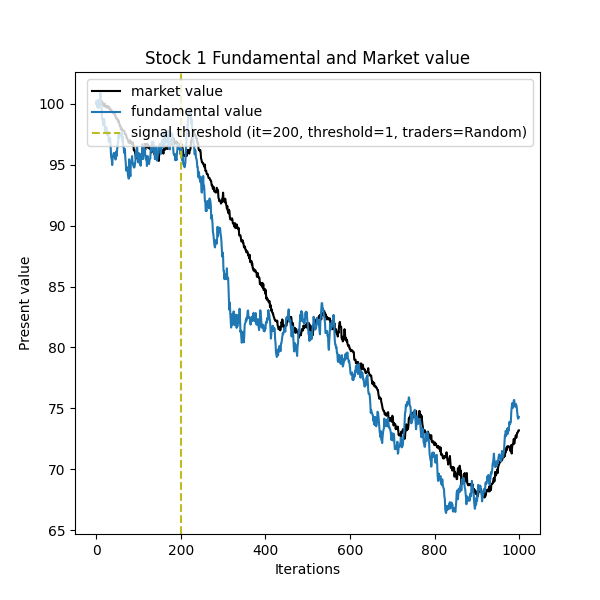 Stock 1 Fundamental and Market value
market value
fundamental value
signal threshold (it=200, threshold=1, traders=Random)
Present value
100
95
90
85
80
75
70
65
0 200 400 600 800 1000
Iterations